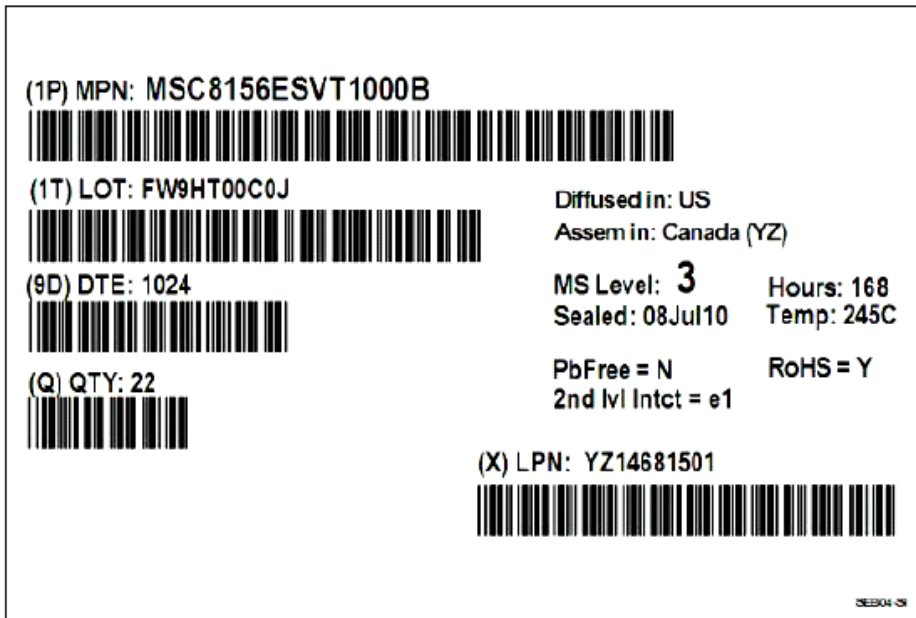 (1P) MPN: MSC8156ESVT1000B
(1T) LOT: FW9HT00C0J
Diffused in: US
Assem in: Canada (YZ)
(9D) DTE: 1024
MS Level: 3 Hours: 168
Sealed: 08Jul10 Temp: 245C
PbFree = N RoHS = Y
(Q) QTY: 22
2nd lvl Intct = e1
(X) LPN: YZ14681501